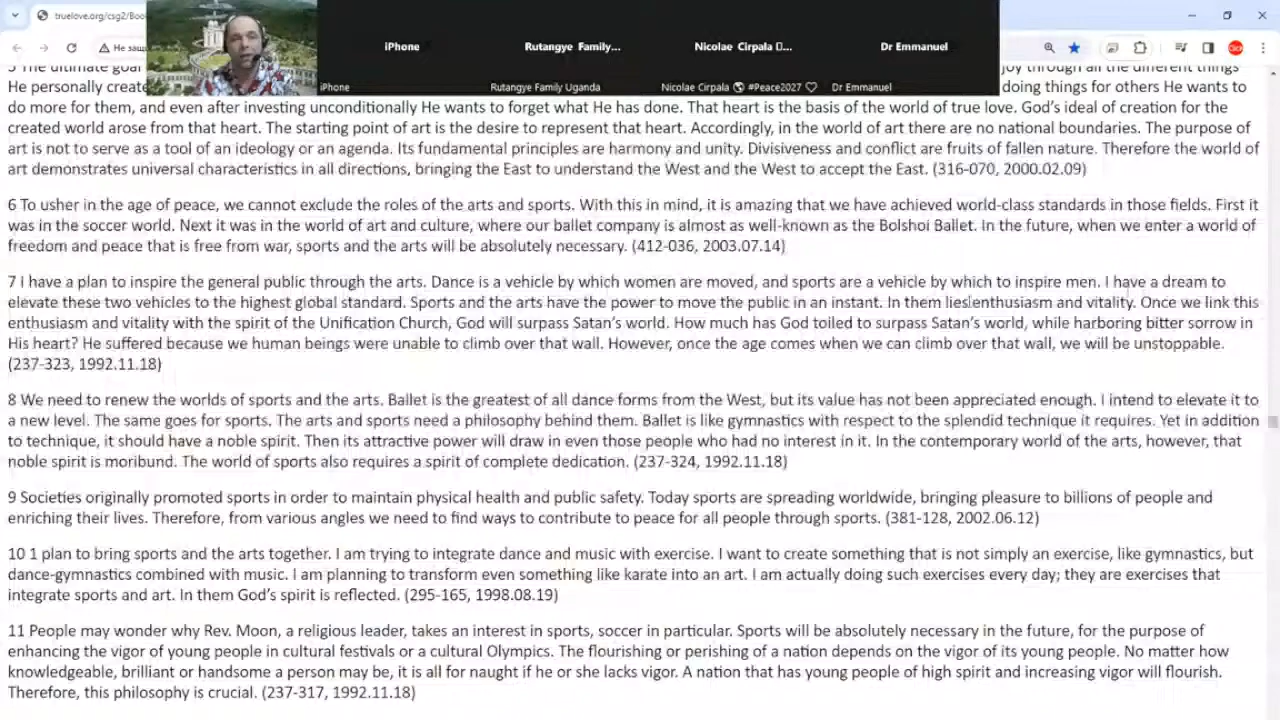 truelove.org/csg2/Boo
Не защ
iPhone
Rutangye Family...
Nicolae Cirpala
Dr Emmanuel
iPhone
Rutangye Family Uganda
Nicolae Cirpala 🌎 #Peace2027 ♡
Dr Emmanuel
5 The ultimate goal joy through all the different things
He personally create doing things for others He wants to
do more for them, and even after investing unconditionally He wants to forget what He has done. That heart is the basis of the world of true love. God's ideal of creation for the
created world arose from that heart. The starting point of art is the desire to represent that heart. Accordingly, in the world of art there are no national boundaries. The purpose of
art is not to serve as a tool of an ideology or an agenda. Its fundamental principles are harmony and unity. Divisiveness and conflict are fruits of fallen nature. Therefore the world of
art demonstrates universal characteristics in all directions, bringing the East to understand the West and the West to accept the East. (316-070, 2000.02.09)
6 To usher in the age of peace, we cannot exclude the roles of the arts and sports. With this in mind, it is amazing that we have achieved world-class standards in those fields. First it
was in the soccer world. Next it was in the world of art and culture, where our ballet company is almost as well-known as the Bolshoi Ballet. In the future, when we enter a world of
freedom and peace that is free from war, sports and the arts will be absolutely necessary. (412-036, 2003.07.14)
7 I have a plan to inspire the general public through the arts. Dance is a vehicle by which women are moved, and sports are a vehicle by which to inspire men. I have a dream to
elevate these two vehicles to the highest global standard. Sports and the arts have the power to move the public in an instant. In them lies enthusiasm and vitality. Once we link this
enthusiasm and vitality with the spirit of the Unification Church, God will surpass Satan's world. How much has God toiled to surpass Satan's world, while harboring bitter sorrow in
His heart? He suffered because we human beings were unable to climb over that wall. However, once the age comes when we can climb over that wall, we will be unstoppable.
(237-323, 1992.11.18)
8 We need to renew the worlds of sports and the arts. Ballet is the greatest of all dance forms from the West, but its value has not been appreciated enough. I intend to elevate it to
a new level. The same goes for sports. The arts and sports need a philosophy behind them. Ballet is like gymnastics with respect to the splendid technique it requires. Yet in addition
to technique, it should have a noble spirit. Then its attractive power will draw in even those people who had no interest in it. In the contemporary world of the arts, however, that
noble spirit is moribund. The world of sports also requires a spirit of complete dedication. (237-324, 1992.11.18)
9 Societies originally promoted sports in order to maintain physical health and public safety. Today sports are spreading worldwide, bringing pleasure to billions of people and
enriching their lives. Therefore, from various angles we need to find ways to contribute to peace for all people through sports. (381-128, 2002.06.12)
10 1 plan to bring sports and the arts together. I am trying to integrate dance and music with exercise. I want to create something that is not simply an exercise, like gymnastics, but
dance-gymnastics combined with music. I am planning to transform even something like karate into an art. I am actually doing such exercises every day; they are exercises that
integrate sports and art. In them God's spirit is reflected. (295-165, 1998.08.19)
11 People may wonder why Rev. Moon, a religious leader, takes an interest in sports, soccer in particular. Sports will be absolutely necessary in the future, for the purpose of
enhancing the vigor of young people in cultural festivals or a cultural Olympics. The flourishing or perishing of a nation depends on the vigor of its young people. No matter how
knowledgeable, brilliant or handsome a person may be, it is all for naught if he or she lacks vigor. A nation that has young people of high spirit and increasing vigor will flourish.
Therefore, this philosophy is crucial. (237-317, 1992.11.18)